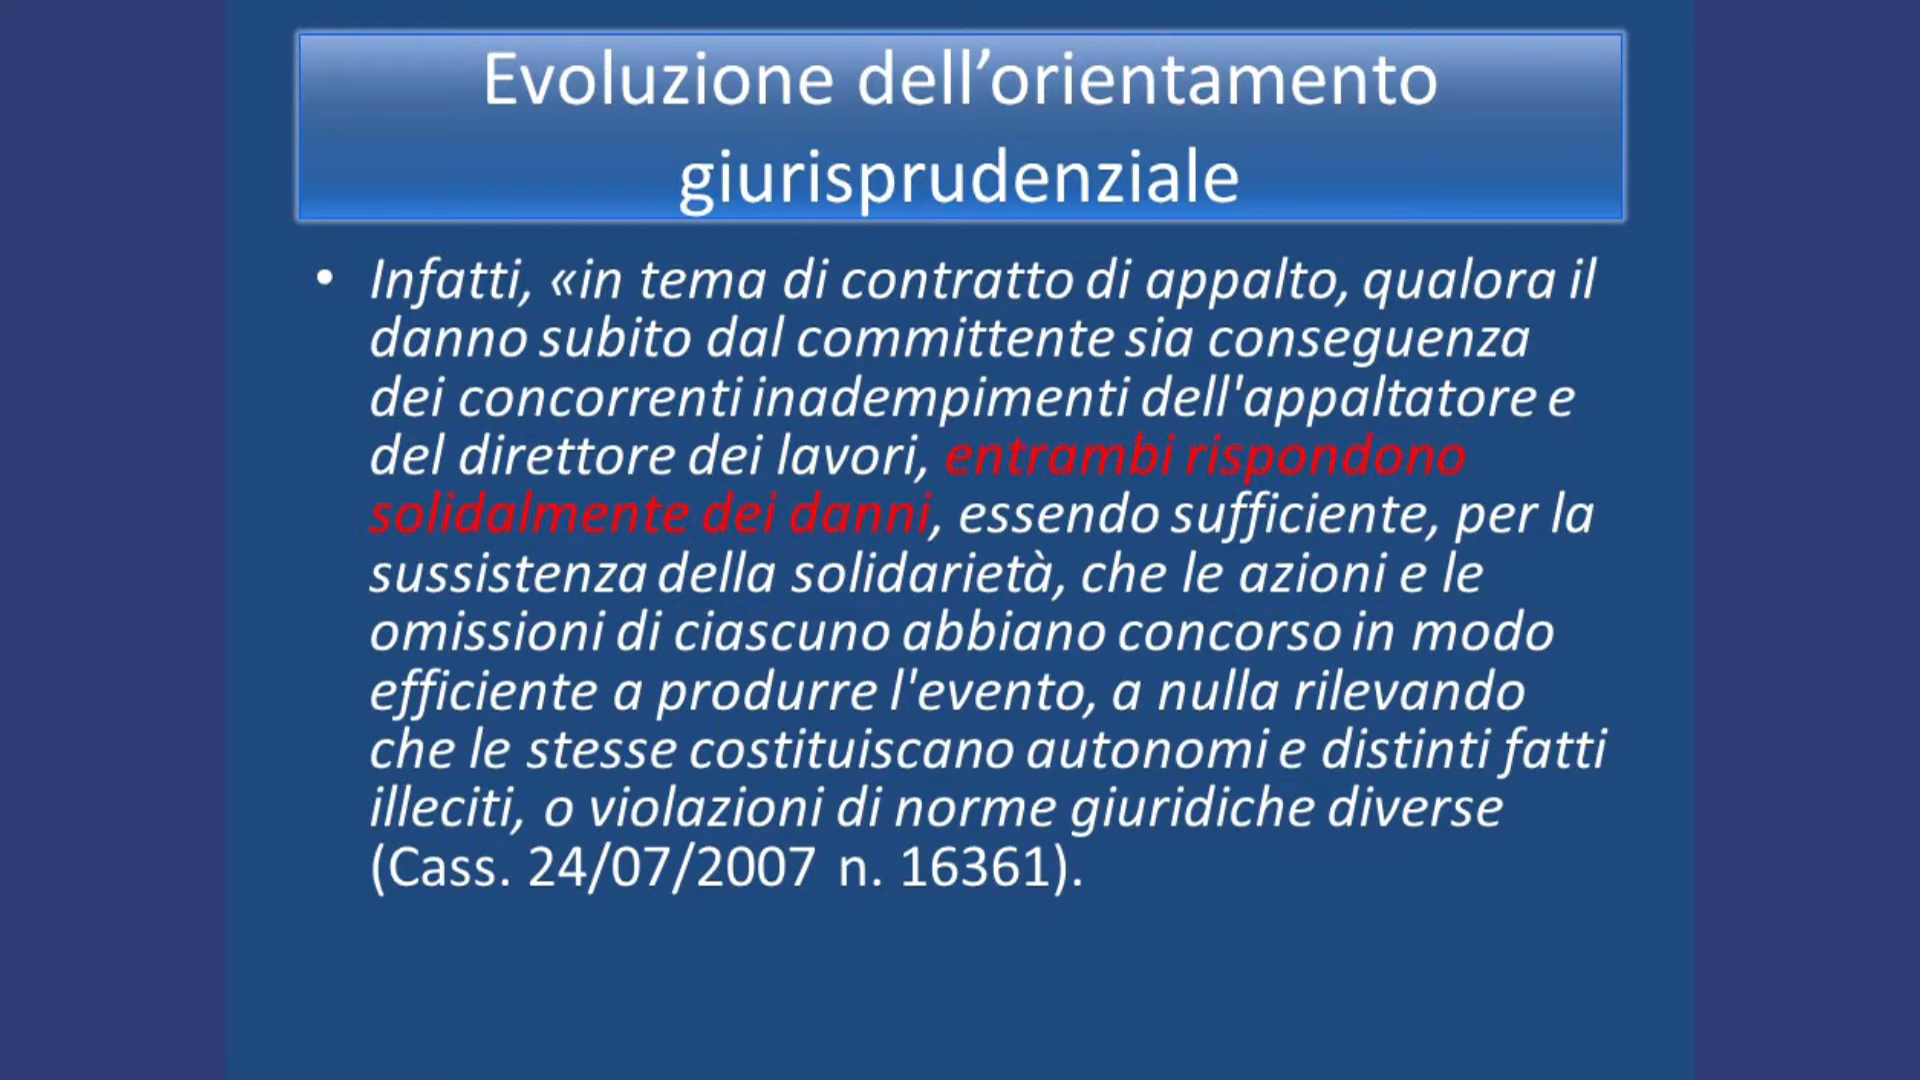 Evoluzione dell’orientamento
giurisprudenziale
• Infatti, «in tema di contratto di appalto, qualora il
danno subito dal committente sia conseguenza
dei concorrenti inadempimenti dell'appaltatore e
del direttore dei lavori, entrambi rispondono
solidalmente dei danni, essendo sufficiente, per la
sussistenza della solidarietà, che le azioni e le
omissioni di ciascuno abbiano concorso in modo
efficiente a produrre l'evento, a nulla rilevando
che le stesse costituiscano autonomi e distinti fatti
illeciti, o violazioni di norme giuridiche diverse
(Cass. 24/07/2007 n. 16361).